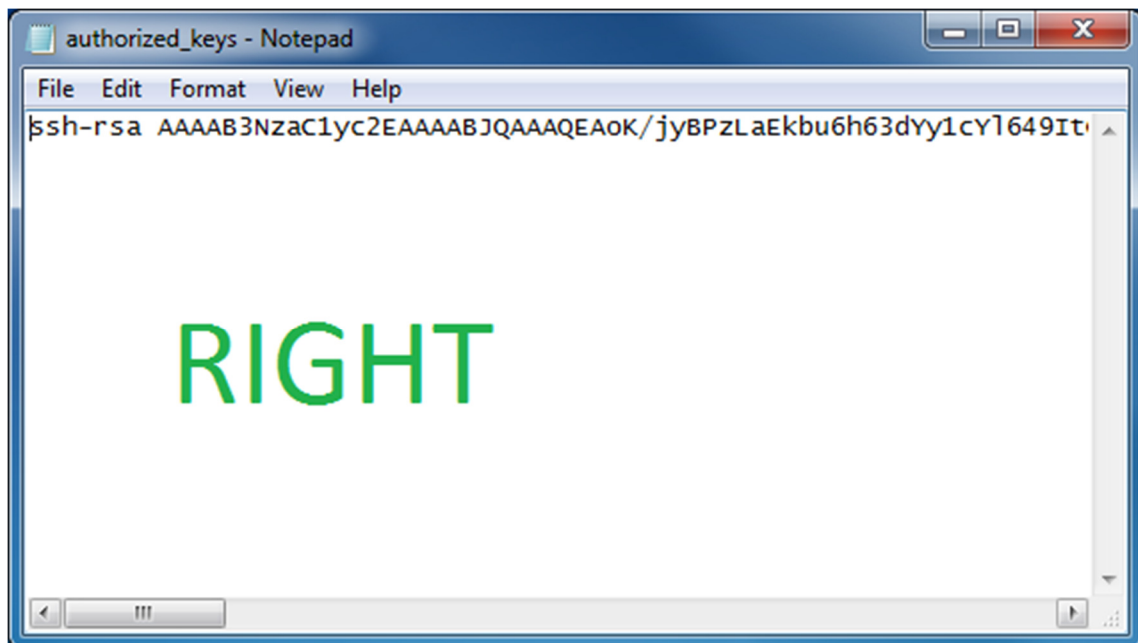 authorized_keys - Notepad
File Edit Format View Help
ssh-rsa AAAAB3NzaC1yc2EAAAABJQAAAQEAoK/jyBPzLaEkbu6h63dYy1cYl649It
RIGHT